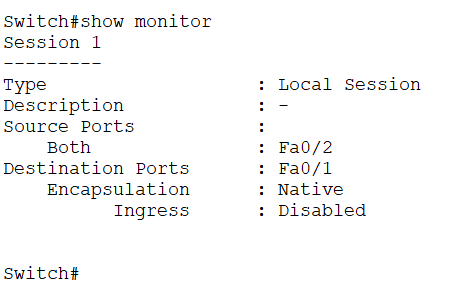 Switch#show monitor
Session 1
---------
Type                   : Local Session
Description            : -
Source Ports           :
    Both               : Fa0/2
Destination Ports      : Fa0/1
    Encapsulation      : Native
          Ingress      : Disabled
Switch#